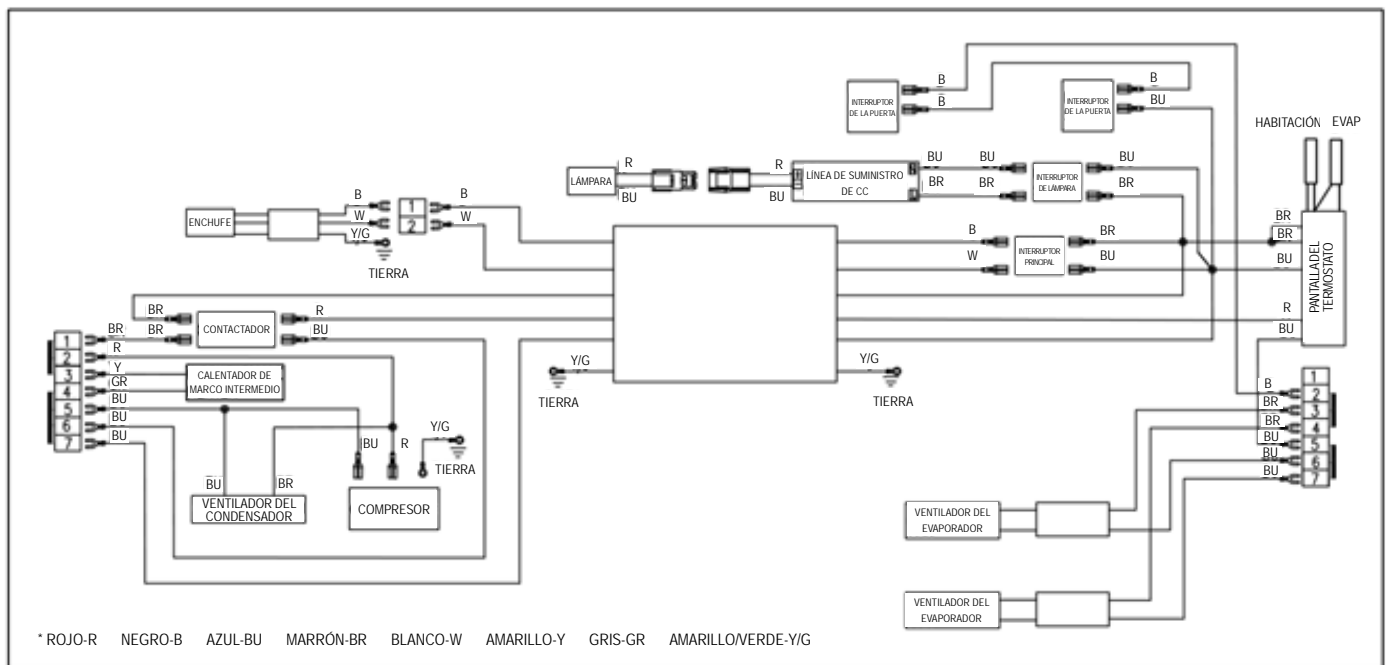 B
B
INTERRUPTOR
DE LA PUERTA
B
BU
INTERRUPTOR
DE LA PUERTA
HABITACIÓN EVAP
LÁMPARA
R
BU
R
BU
LÍNEA DE SUMINISTRO
DE CC
BU
BR
BU
BR
INTERRUPTOR
DE LÁMPARA
BU
BR
ENCHUFE
B
W
Y/G
TIERRA
1
2
B
W
B
W
INTERRUPTOR
PRINCIPAL
BR
BU
BR
BR
BU
R
BU
PANTALLA DEL
TERMOSTATO
BR
BR
CONTACTADOR
R
BU
1
2
3
4
5
6
7
BR
R
Y
GR
BU
BU
BU
CALENTADOR DE
MARCO INTERMEDIO
Y/G
TIERRA
Y/G
TIERRA
BU
R
Y/G
TIERRA
BU
BR
VENTILADOR DEL
CONDENSADOR
COMPRESOR
B
BR
BR
BU
BU
BU
1
2
3
4
5
6
7
VENTILADOR DEL
EVAPORADOR
VENTILADOR DEL
EVAPORADOR
* ROJO-R NEGRO-B AZUL-BU MARRÓN-BR BLANCO-W AMARILLO-Y GRIS-GR AMARILLO/VERDE-Y/G